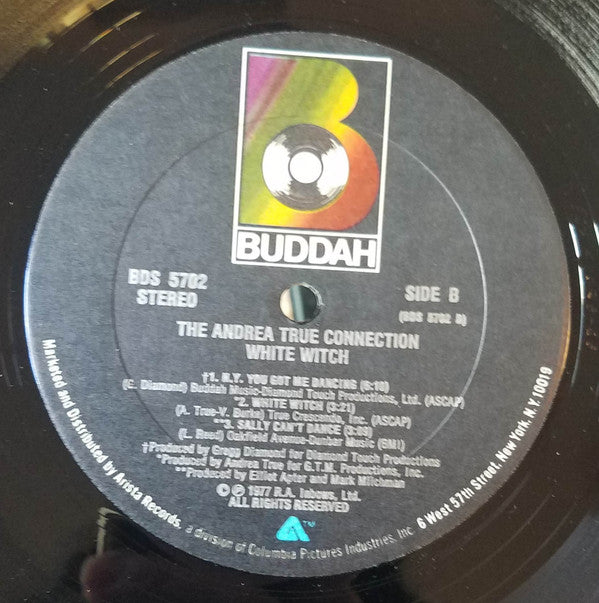 BUDDAH
BDS 5702
STEREO
SIDE B
(BDS 5702 B)
THE ANDREA TRUE CONNECTION
WHITE WITCH
†1. N.Y. YOU GOT ME DANCING (6:18)
(E. Diamond) Buddah Music-Diamond Touch Productions, Ltd. (ASCAP)
*2. WHITE WITCH (5:21)
(A. True-V. Burke) True Crescendo, Inc. (ASCAP)
**3. SALLY CAN'T DANCE
(L. Reed) Oakfield Avenue-Dunbar Music (BMI)
†Produced by Gregg Diamond for Diamond Touch Productions
*Produced by Andrea True for G.T.M. Productions, Inc.
*Produced by Elliot Apter and Mark Milchman
© ℗ 1977 R.A. Inbows, Ltd.
ALL RIGHTS RESERVED
TM
Marketed and Distributed by Arista Records, a division of Columbia Pictures Industries, Inc. 6 West 57th Street, New York, N.Y. 10019